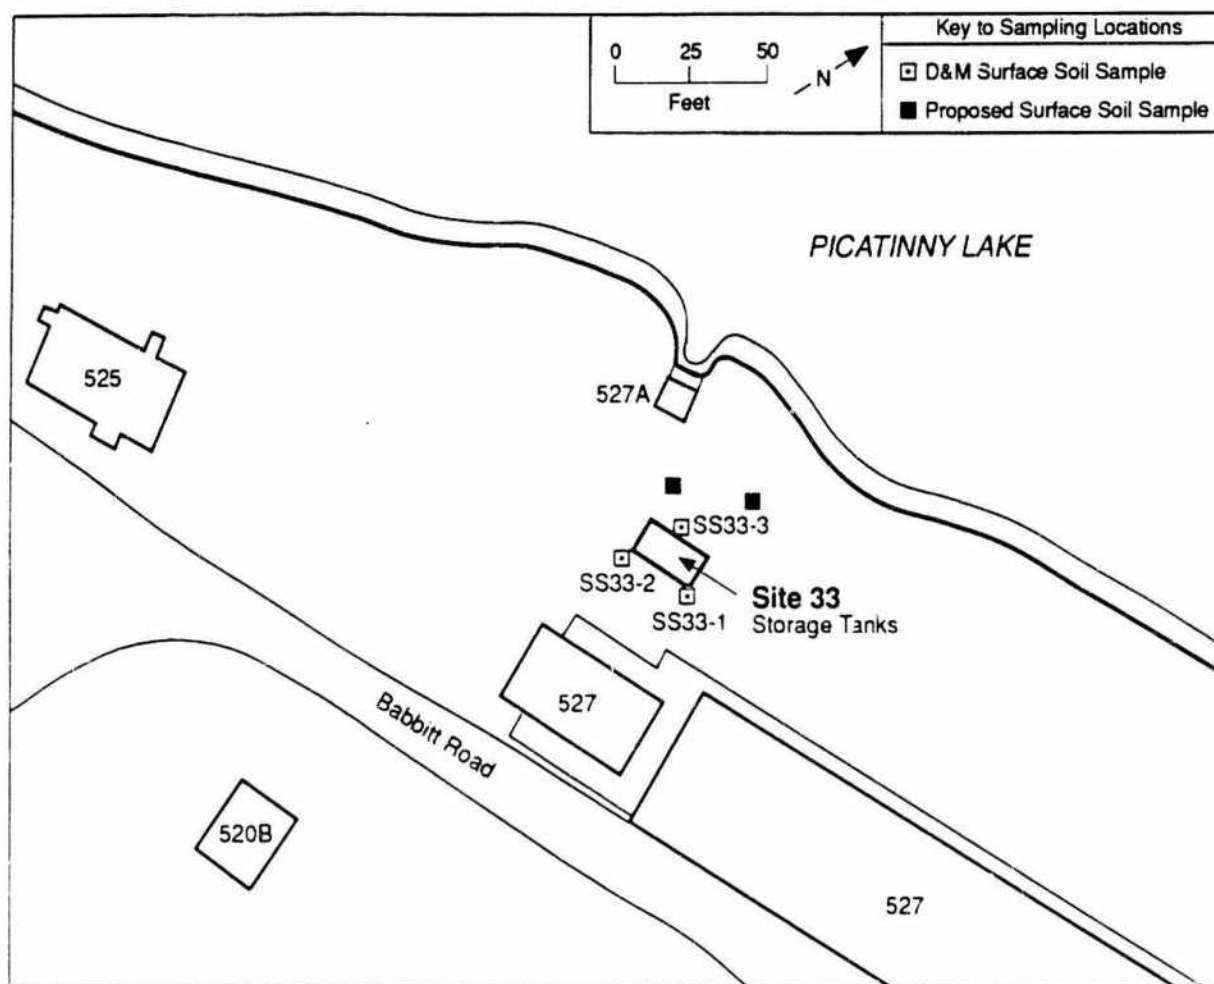 0 25 50
Feet
N
Key to Sampling Locations
D&M Surface Soil Sample
Proposed Surface Soil Sample
PICATINNY LAKE
525
527A
SS33-3
SS33-2
SS33-1
Site 33
Storage Tanks
527
Babbitt Road
520B
527